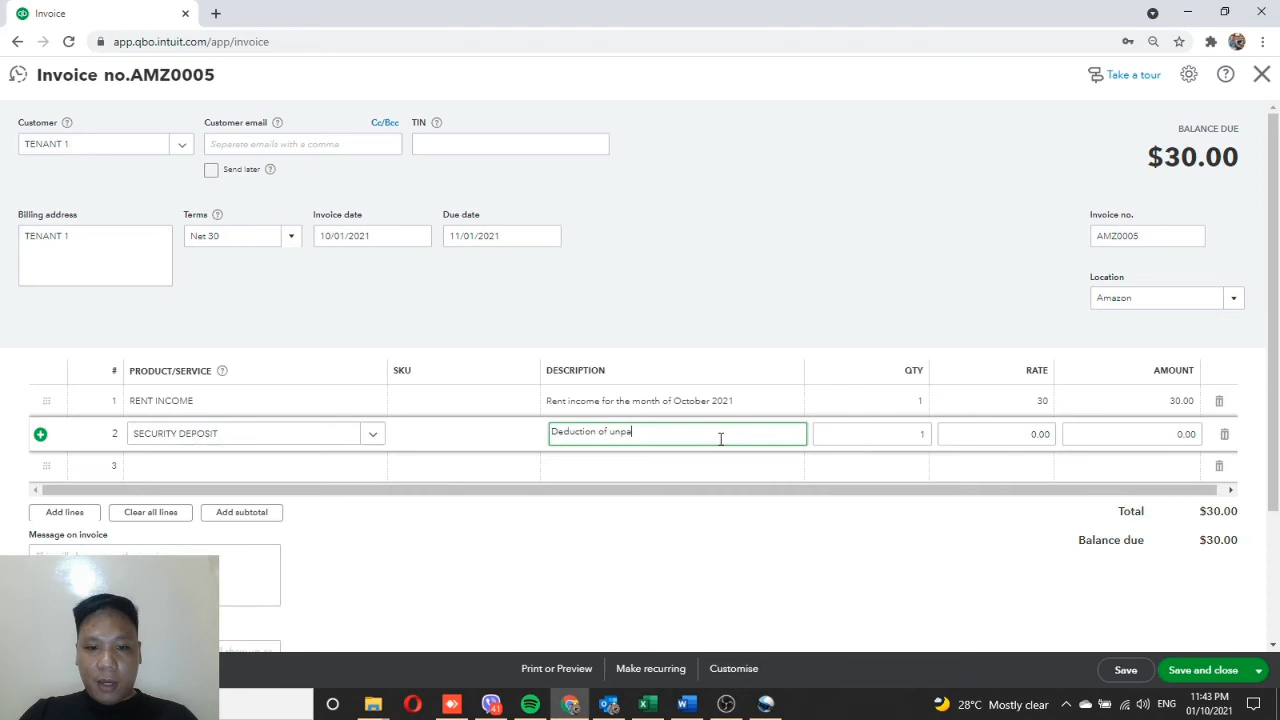 Invoice
app.qbo.intuit.com/app/invoice
Invoice no.AMZ0005
Take a tour
Customer
Customer email
Cc/Bcc
TIN
BALANCE DUE
TENANT 1
Separate emails with a comma
$30.00
Send later
Billing address
Terms
Invoice date
Due date
Invoice no.
TENANT 1
Net 30
10/01/2021
11/01/2021
AMZ0005
Location
Amazon
# PRODUCT/SERVICE SKU DESCRIPTION QTY RATE AMOUNT
1 RENT INCOME Rent income for the month of October 2021 1 30 30.00
2 SECURITY DEPOSIT Deduction of unpa 1 0.00 0.00
3
Add lines
Clear all lines
Add subtotal
Total $30.00
Message on invoice
Balance due $30.00
Print or Preview
Make recurring
Customise
Save
Save and close
41
28°C Mostly clear
ENG
11:43 PM
01/10/2021